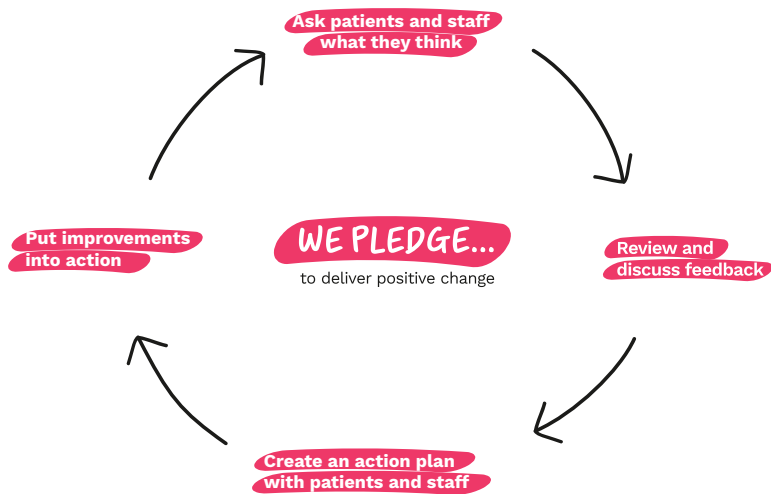 Ask patients and staff
what they think
Put improvements
into action
WE PLEDGE...
to deliver positive change
Review and
discuss feedback
Create an action plan
with patients and staff